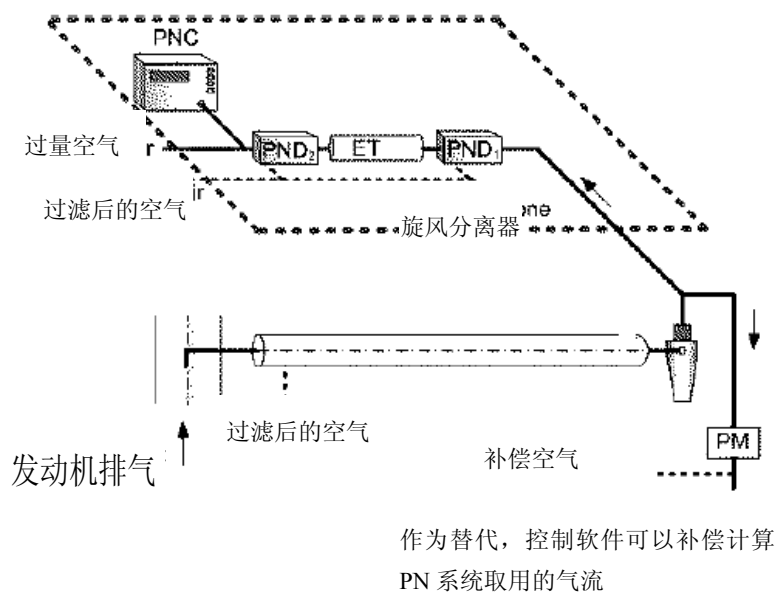 PNC
过量空气 r
PND₂ ET PND₁
ir
过滤后的空气
旋风分离器 one
过滤后的空气
发动机排气
补偿空气
PM
作为替代，控制软件可以补偿计算
PN 系统取用的气流